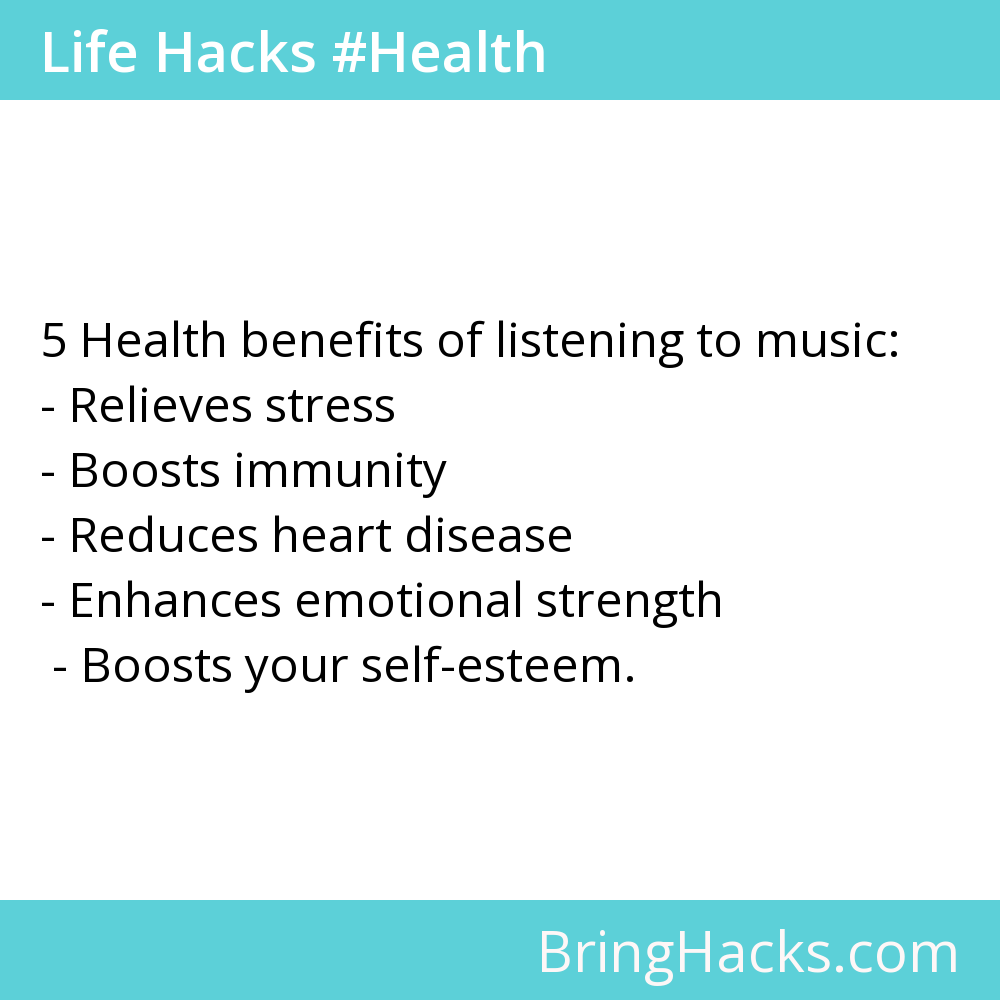 Life Hacks #Health
5 Health benefits of listening to music:
- Relieves stress
- Boosts immunity
- Reduces heart disease
- Enhances emotional strength
- Boosts your self-esteem.
BringHacks.com